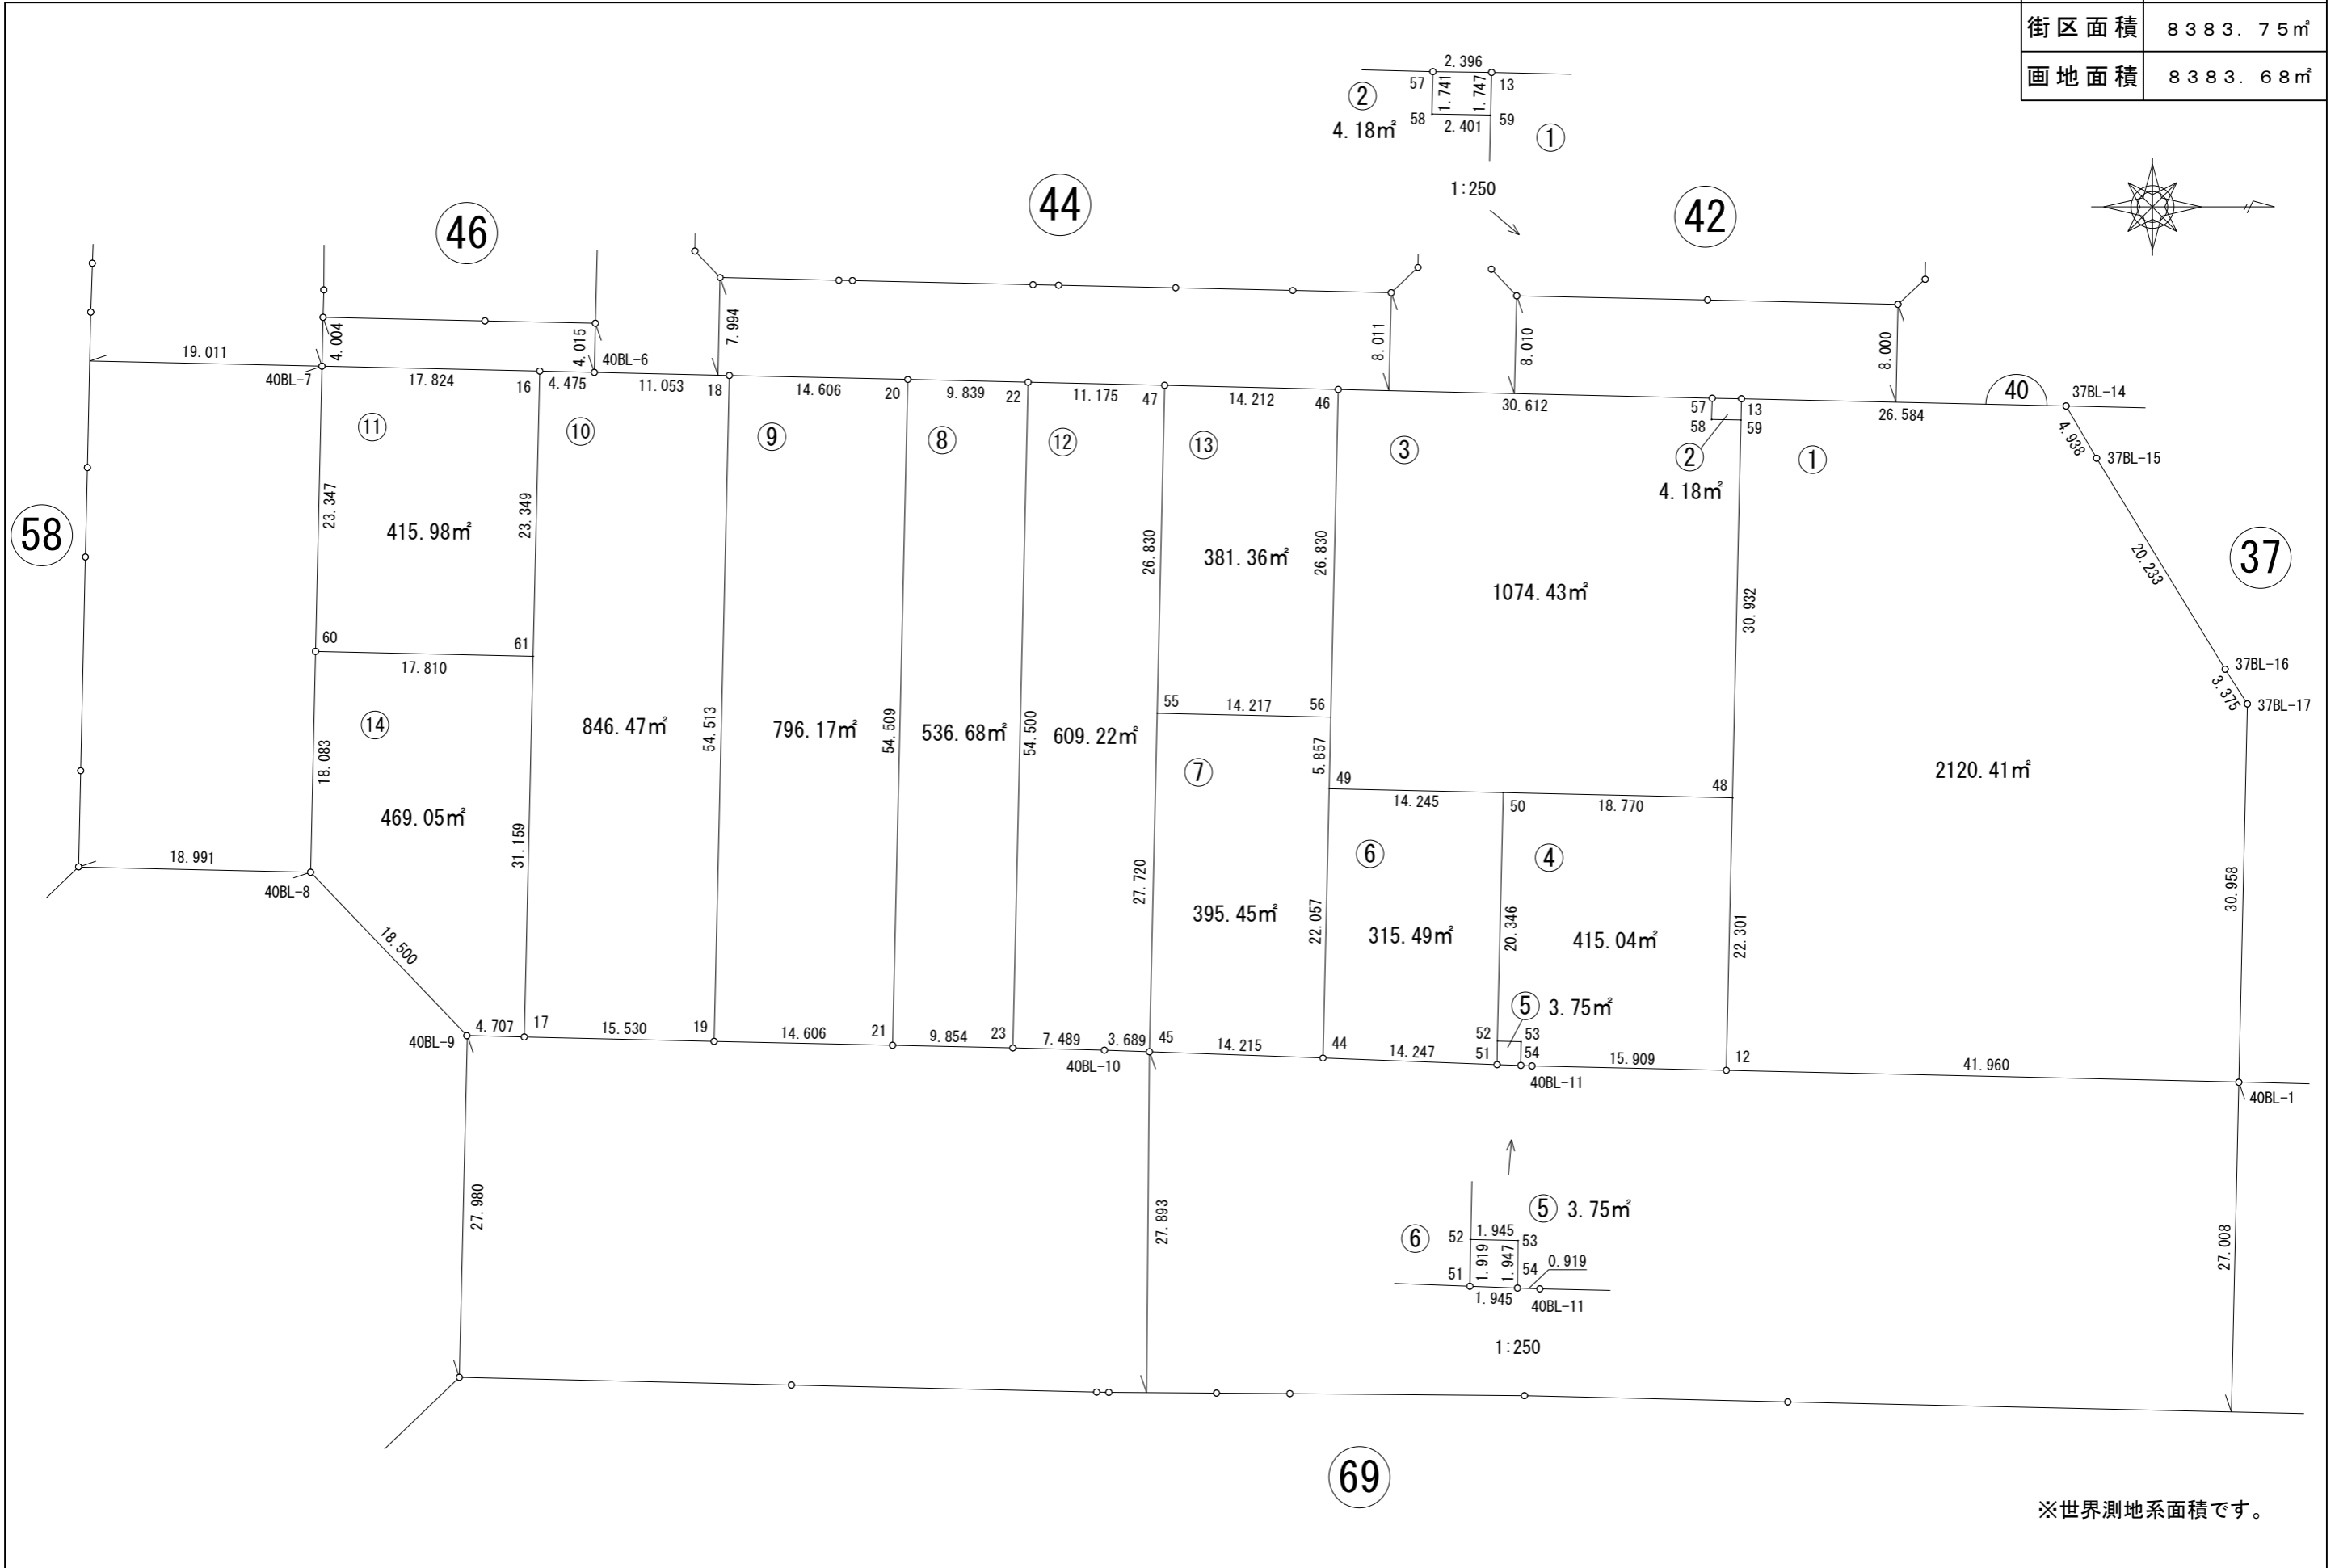 街区面積 8383.75㎡
画地面積 8383.68㎡
2.396
57 1.741 1.747 13
② 58 2.401 59
4.18㎡ ①
1:250
46 44 42
4.004 4.015 7.994 8.011 8.010 8.000
19.011 40BL-6
40BL-7 17.824 16 4.475 11.053 18 14.606 20 9.839 22 11.175 47 14.212 46 30.612 57 13 26.584 40 37BL-14
58 59
4.938 37BL-15
⑪ ⑩ ⑨ ⑧ ⑫ ⑬ ③ ② ①
4.18㎡
23.347 415.98㎡ 23.349 26.830 381.36㎡ 26.830
58 20.233 37
1074.43㎡ 30.932
60 61
17.810
37BL-16
3.375
37BL-17
55 14.217 56
⑭
18.083 846.47㎡ 54.513 796.17㎡ 54.509 536.68㎡ 54.500 609.22㎡ 5.857
⑦ 49 48 2120.41㎡
14.245 50 18.770
469.05㎡ 31.159
⑥ ④
18.991
40BL-8
27.720 395.45㎡ 22.057 315.49㎡ 20.346 415.04㎡ 22.301 30.958
18.500
⑤ 3.75㎡
40BL-9 4.707 17 15.530 19 14.606 21 9.854 23 7.489 3.689 45 14.215 44 14.247 52 53
51 54 15.909 12 41.960
40BL-10 40BL-11 40BL-1
27.980 27.893 27.008
⑤ 3.75㎡
⑥ 52 1.945 53
1.919 1.947
51 54 0.919
1.945 40BL-11
1:250
69
※世界測地系面積です。